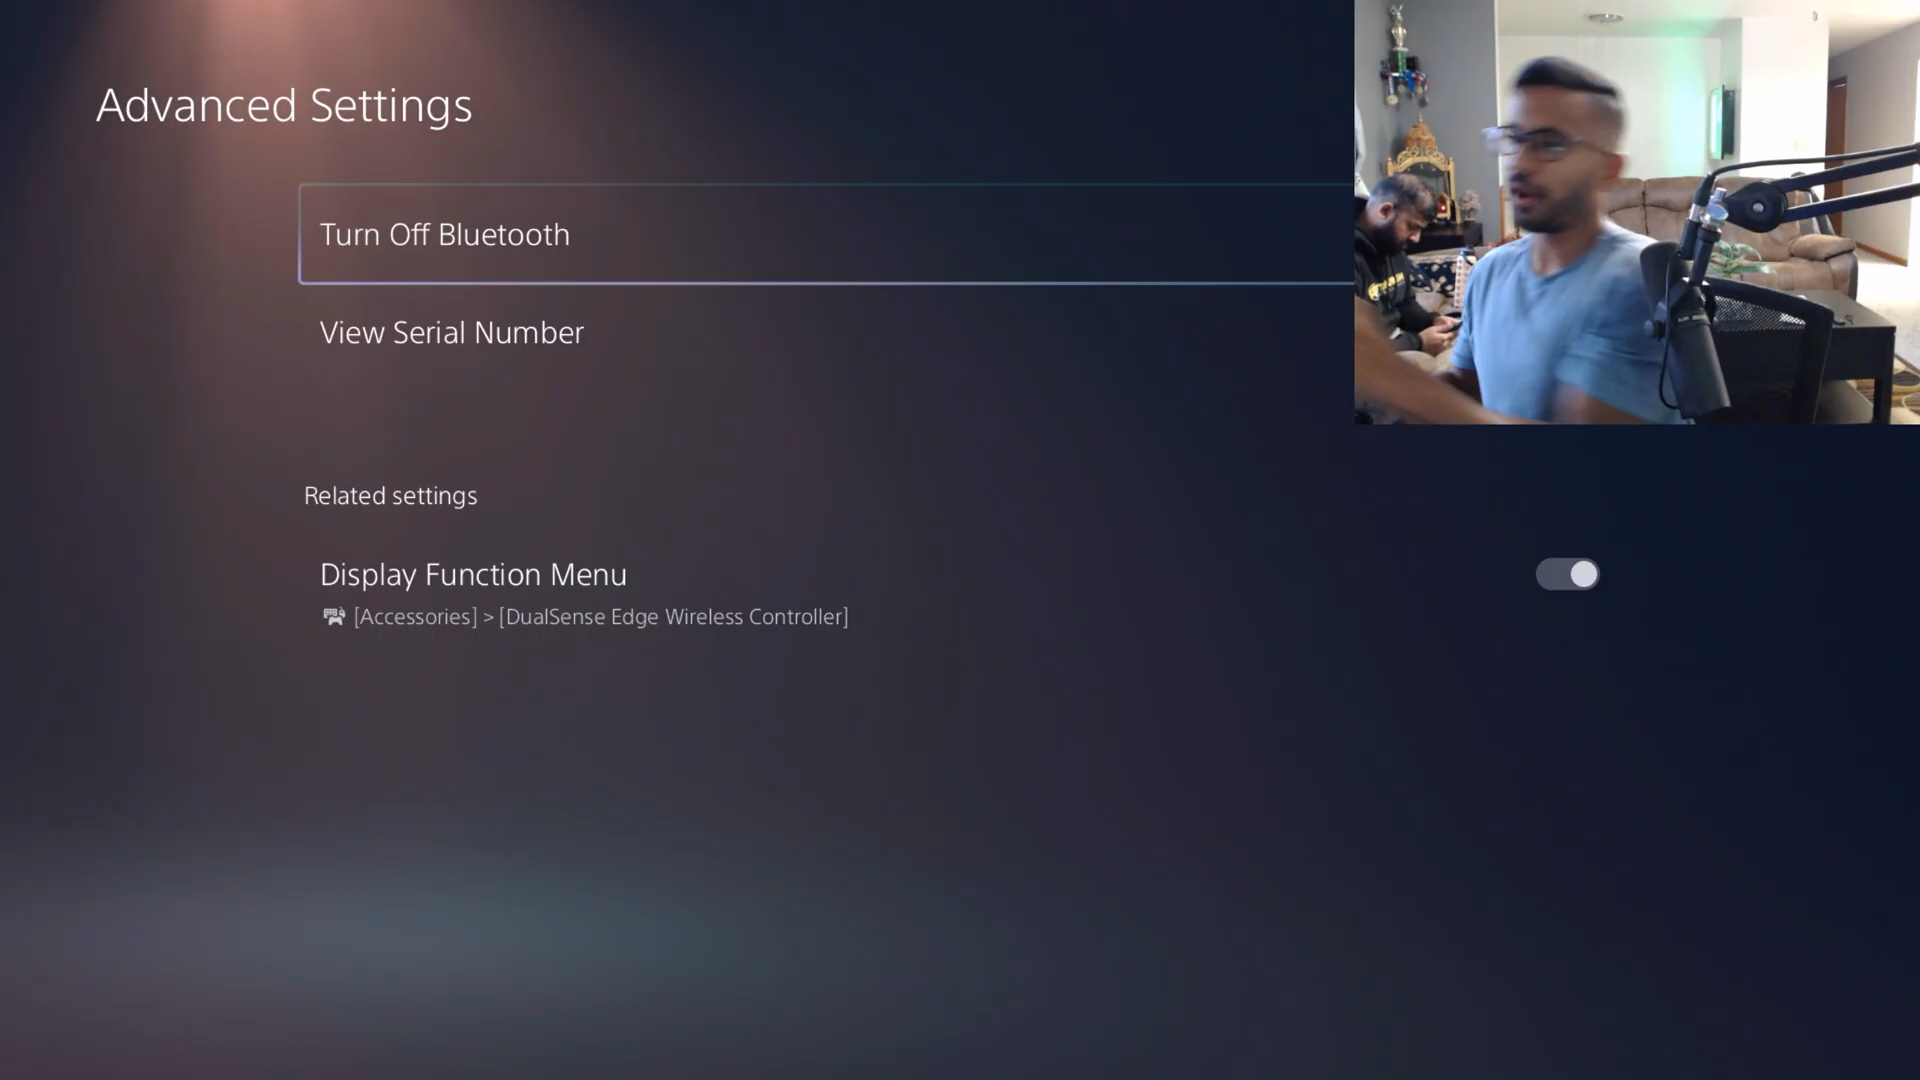 Advanced Settings
Turn Off Bluetooth
View Serial Number
Related settings
Display Function Menu
[Accessories] > [DualSense Edge Wireless Controller]